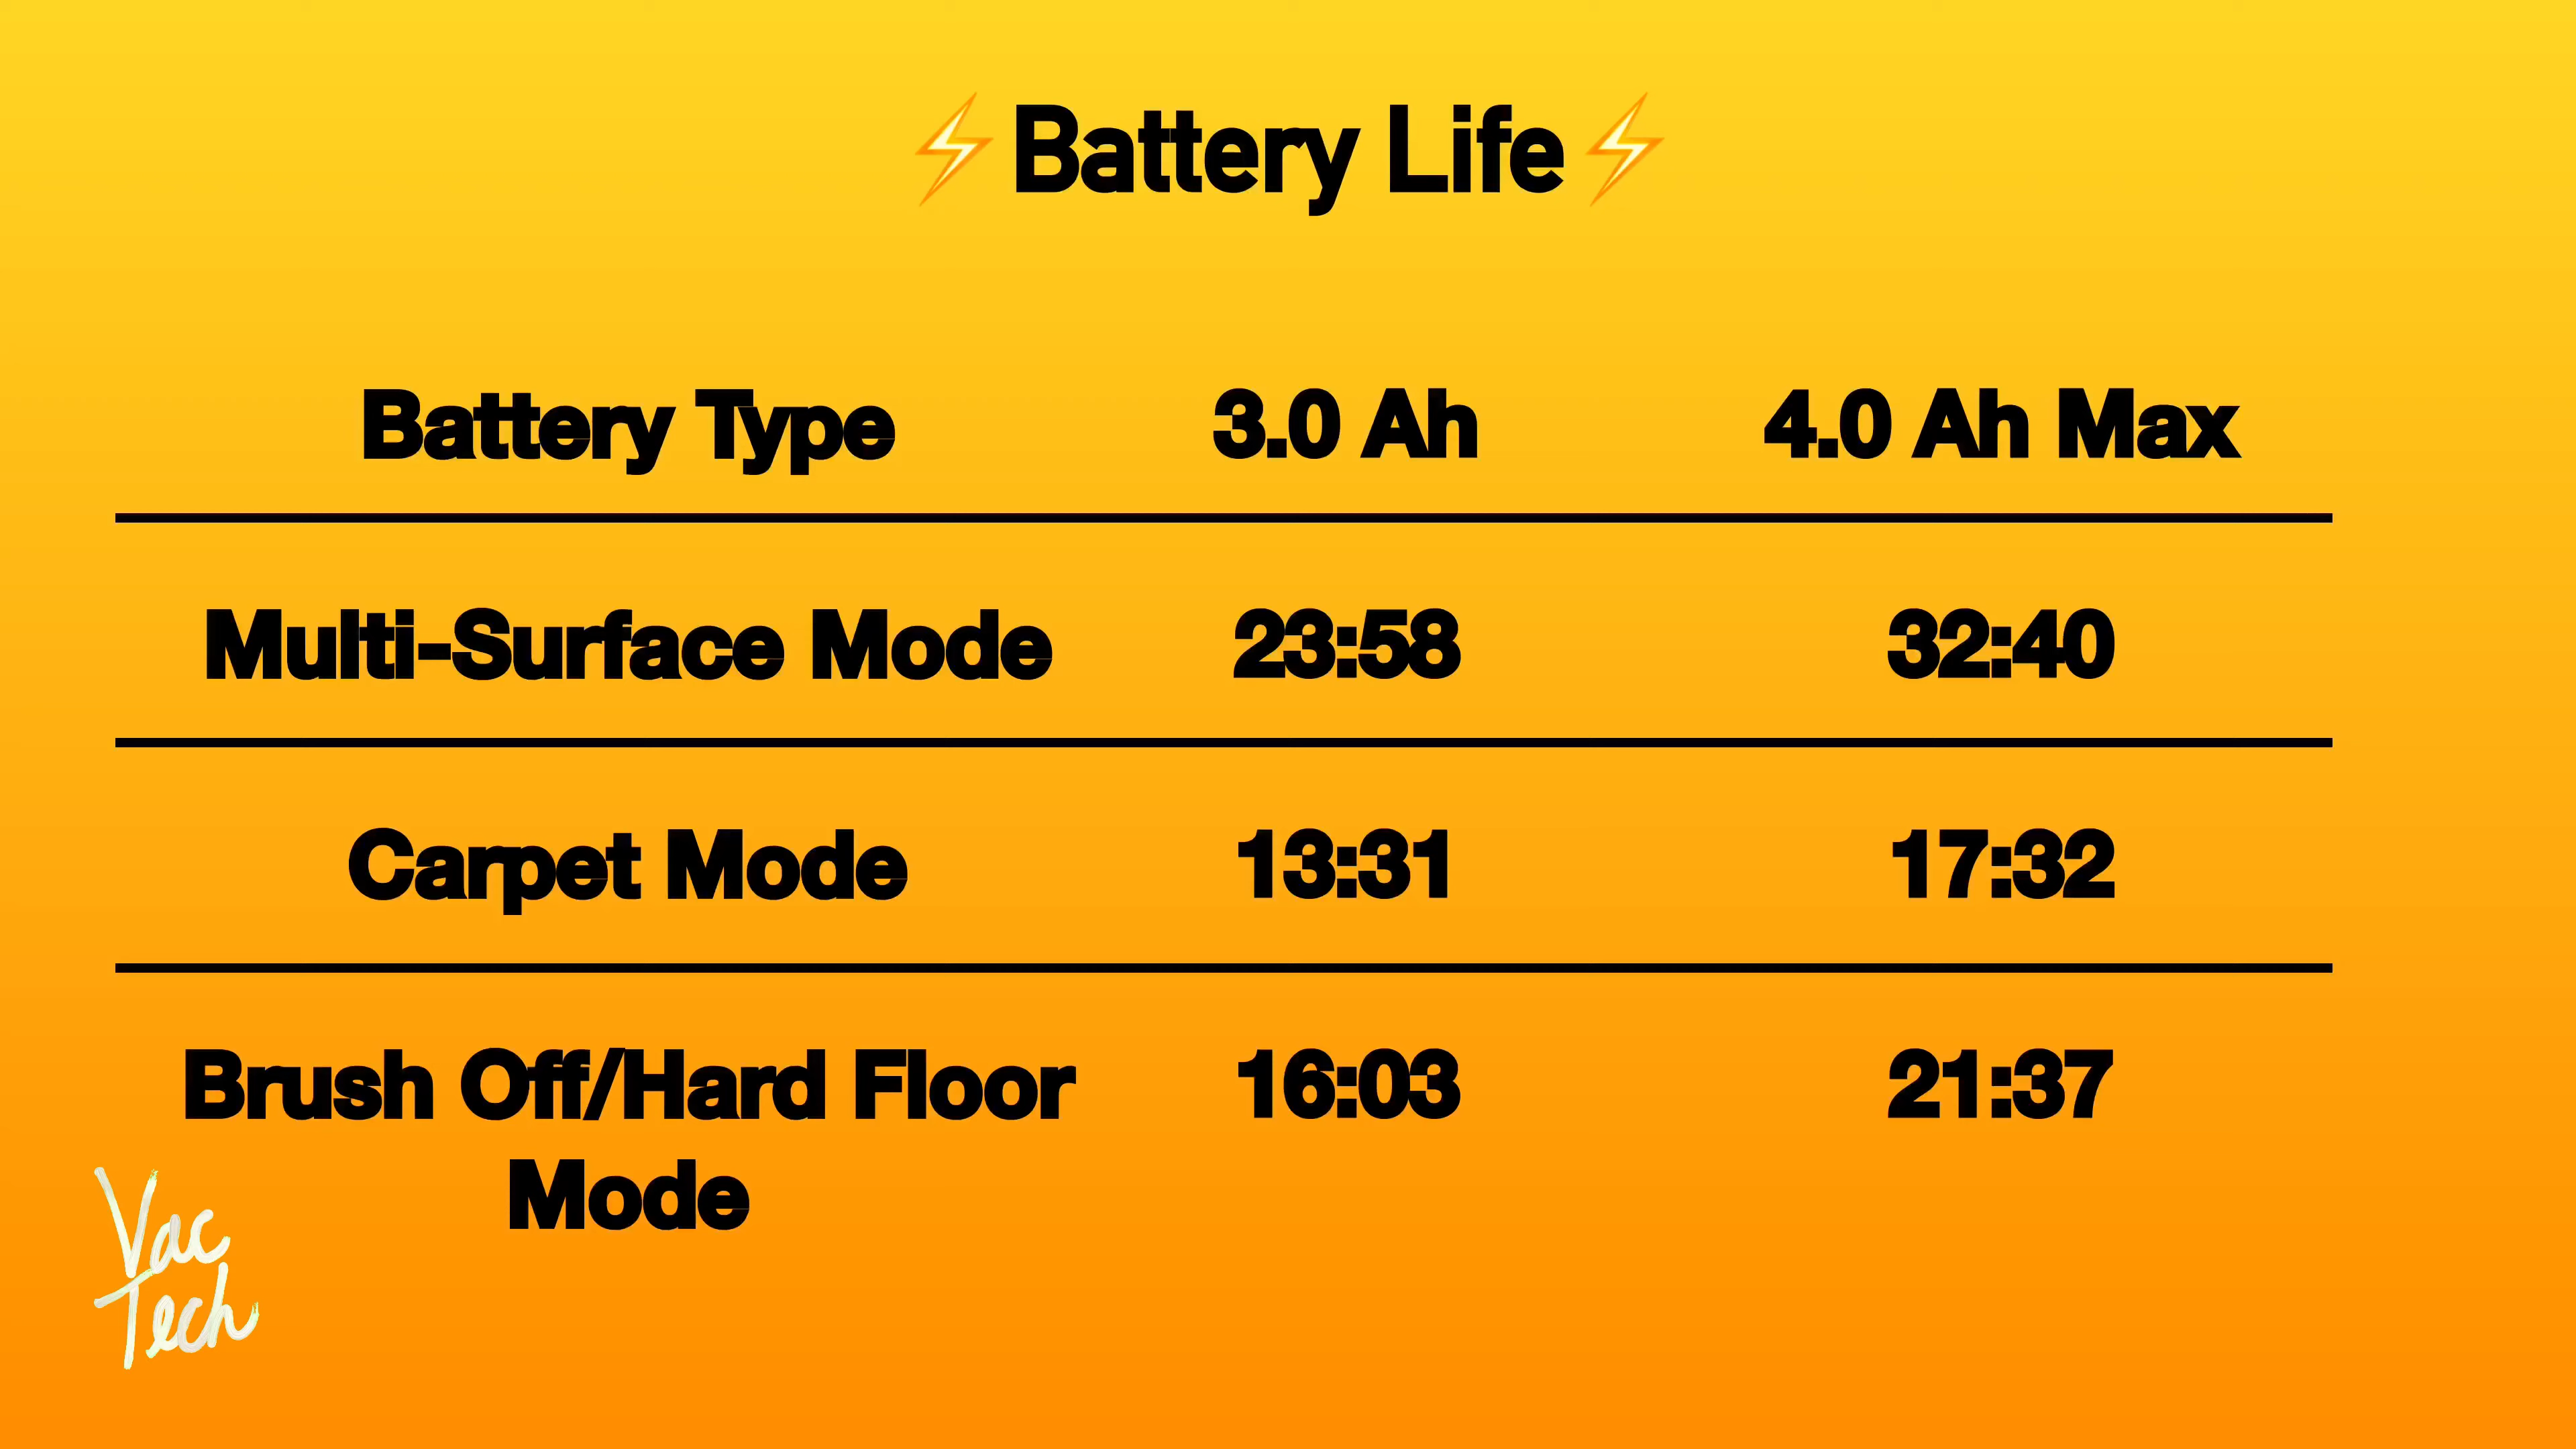 ⚡Battery Life⚡
Battery Type 3.0 Ah 4.0 Ah Max
Multi-Surface Mode 23:58 32:40
Carpet Mode 13:31 17:32
Brush Off/Hard Floor 16:03 21:37
Mode
Vac
Tech